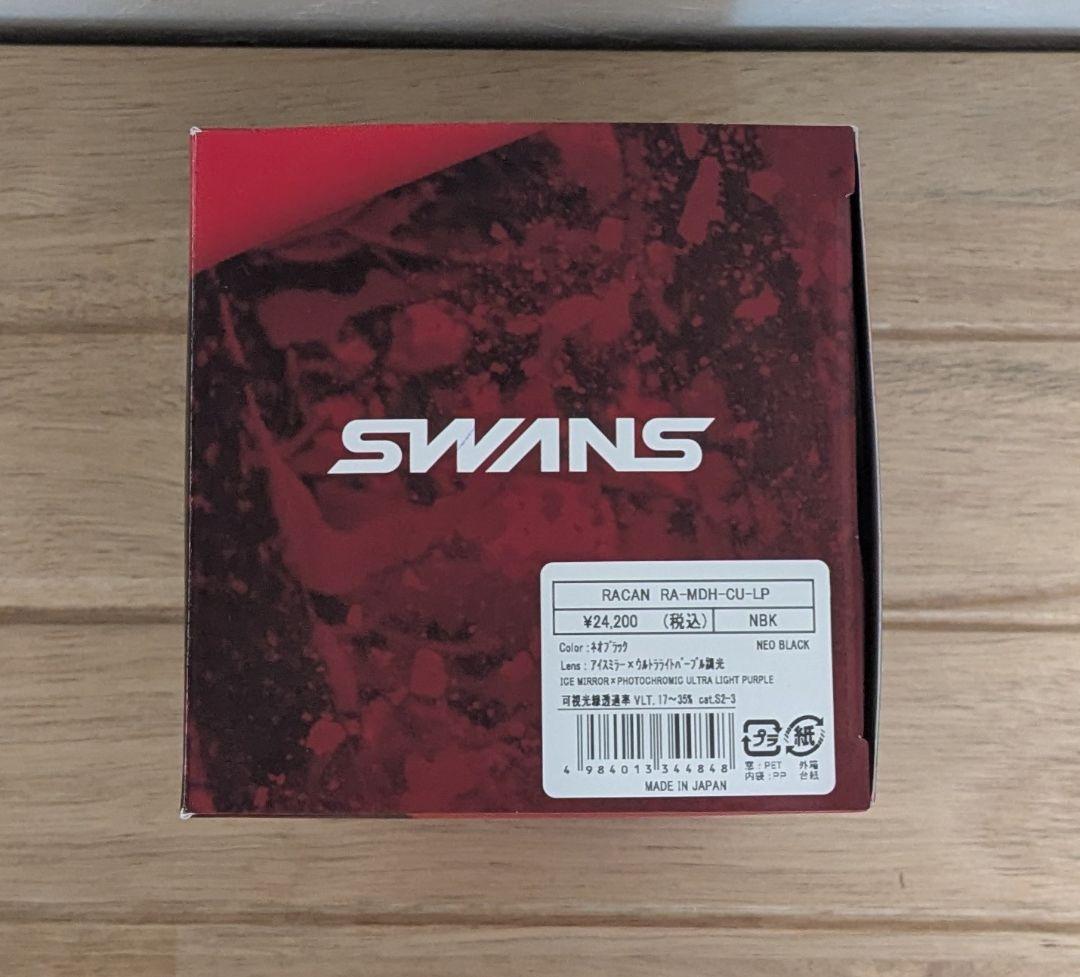 SWANS
RACAN RA-MDH-CU-LP
¥24,200 (税込) NBK
Color :ネオブラック NEO BLACK
Lens : アイスミラー×ウルトラライトパープル調光
ICE MIRROR×PHOTOCHROMIC ULTRA LIGHT PURPLE
可視光線透過率 VLT. 17~35% cat.S2-3
プラ 紙
窓:PET 外箱
内袋:PP 台紙
4 984013 344848
MADE IN JAPAN